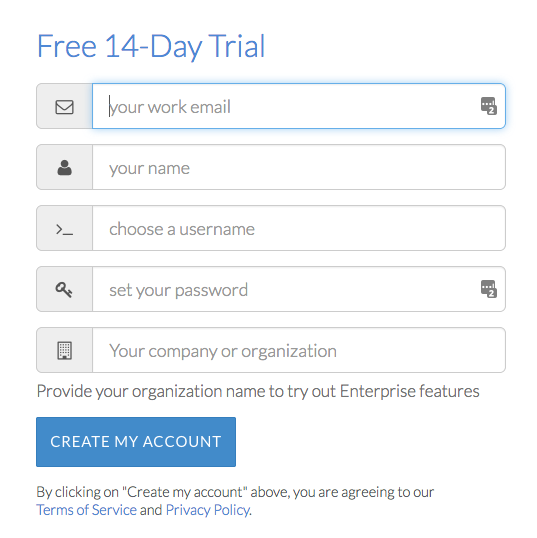 Free 14-Day Trial
your work email
2
your name
choose a username
set your password
2
Your company or organization
Provide your organization name to try out Enterprise features
CREATE MY ACCOUNT
By clicking on "Create my account" above, you are agreeing to our
Terms of Service and Privacy Policy.